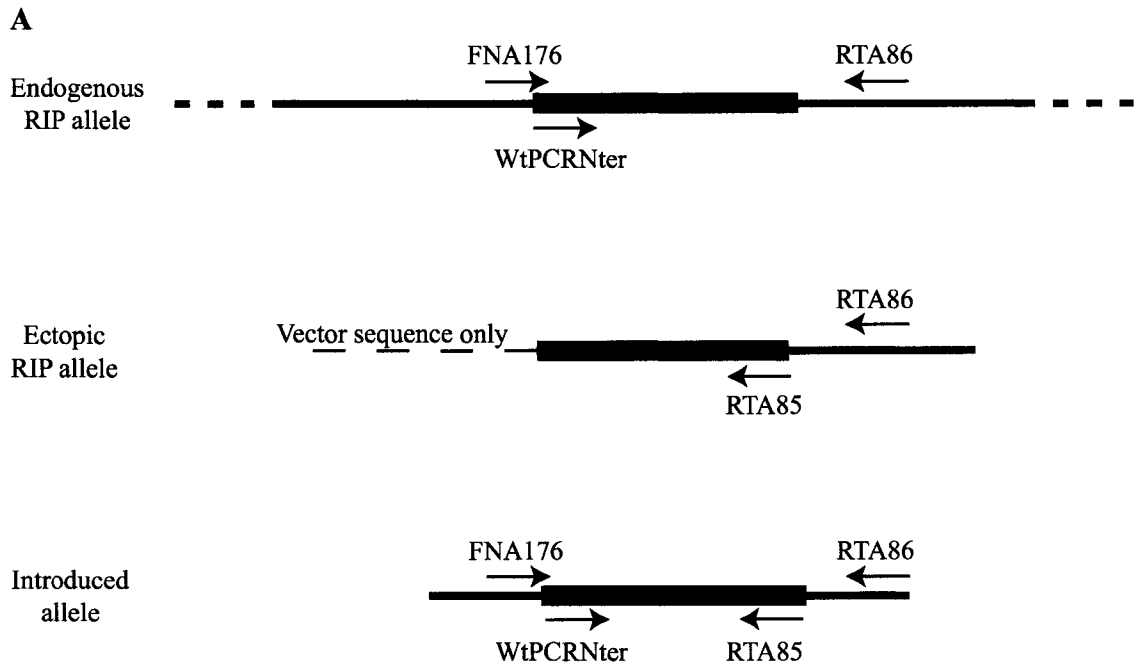 A
FNA176
RTA86
Endogenous
RIP allele
WtPCRNter
RTA86
Ectopic
RIP allele
Vector sequence only
RTA85
FNA176
RTA86
Introduced
allele
WtPCRNter
RTA85